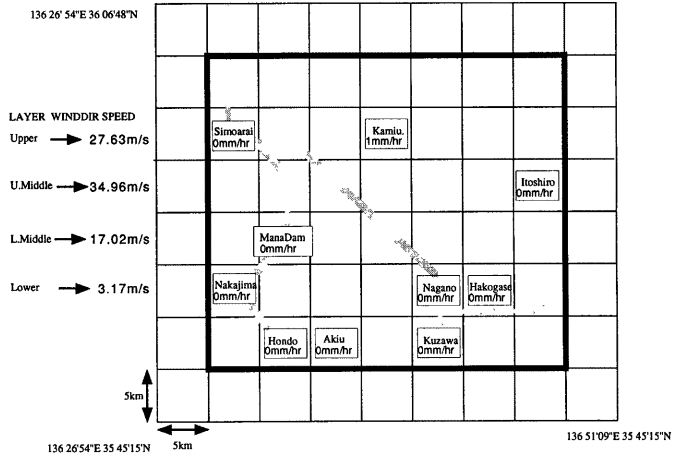 136 26' 54"E 36 06'48"N
LAYER WINDDIR SPEED
Upper 27.63m/s
U.Middle 34.96m/s
L.Middle 17.02m/s
Lower 3.17m/s
Simoarai
0mm/hr
Kamiu.
1mm/hr
Itoshiro
0mm/hr
ManaDam
0mm/hr
Nakajima
0mm/hr
Nagano
0mm/hr
Hakogase
0mm/hr
Hondo
0mm/hr
Akiu
0mm/hr
Kuzawa
0mm/hr
5km
5km
136 26'54"E 35 45'15"N
136 51'09"E 35 45'15"N